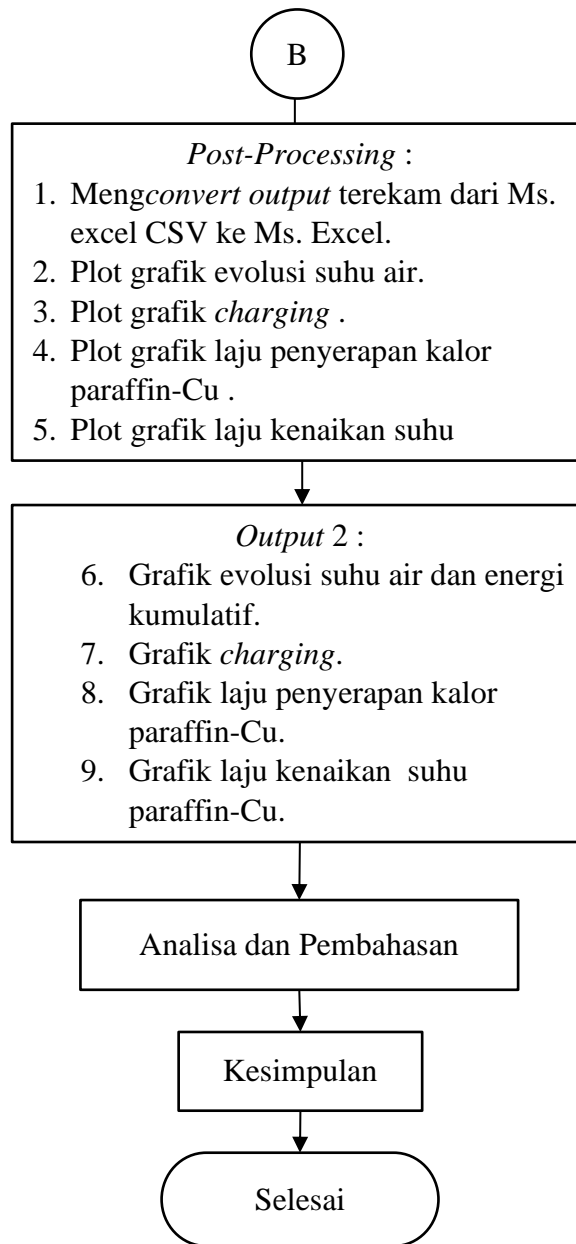 B
Post-Processing :
1. Mengconvert output terekam dari Ms.
excel CSV ke Ms. Excel.
2. Plot grafik evolusi suhu air.
3. Plot grafik charging .
4. Plot grafik laju penyerapan kalor
paraffin-Cu .
5. Plot grafik laju kenaikan suhu
Output 2 :
6. Grafik evolusi suhu air dan energi
kumulatif.
7. Grafik charging.
8. Grafik laju penyerapan kalor
paraffin-Cu.
9. Grafik laju kenaikan suhu
paraffin-Cu.
Analisa dan Pembahasan
Kesimpulan
Selesai